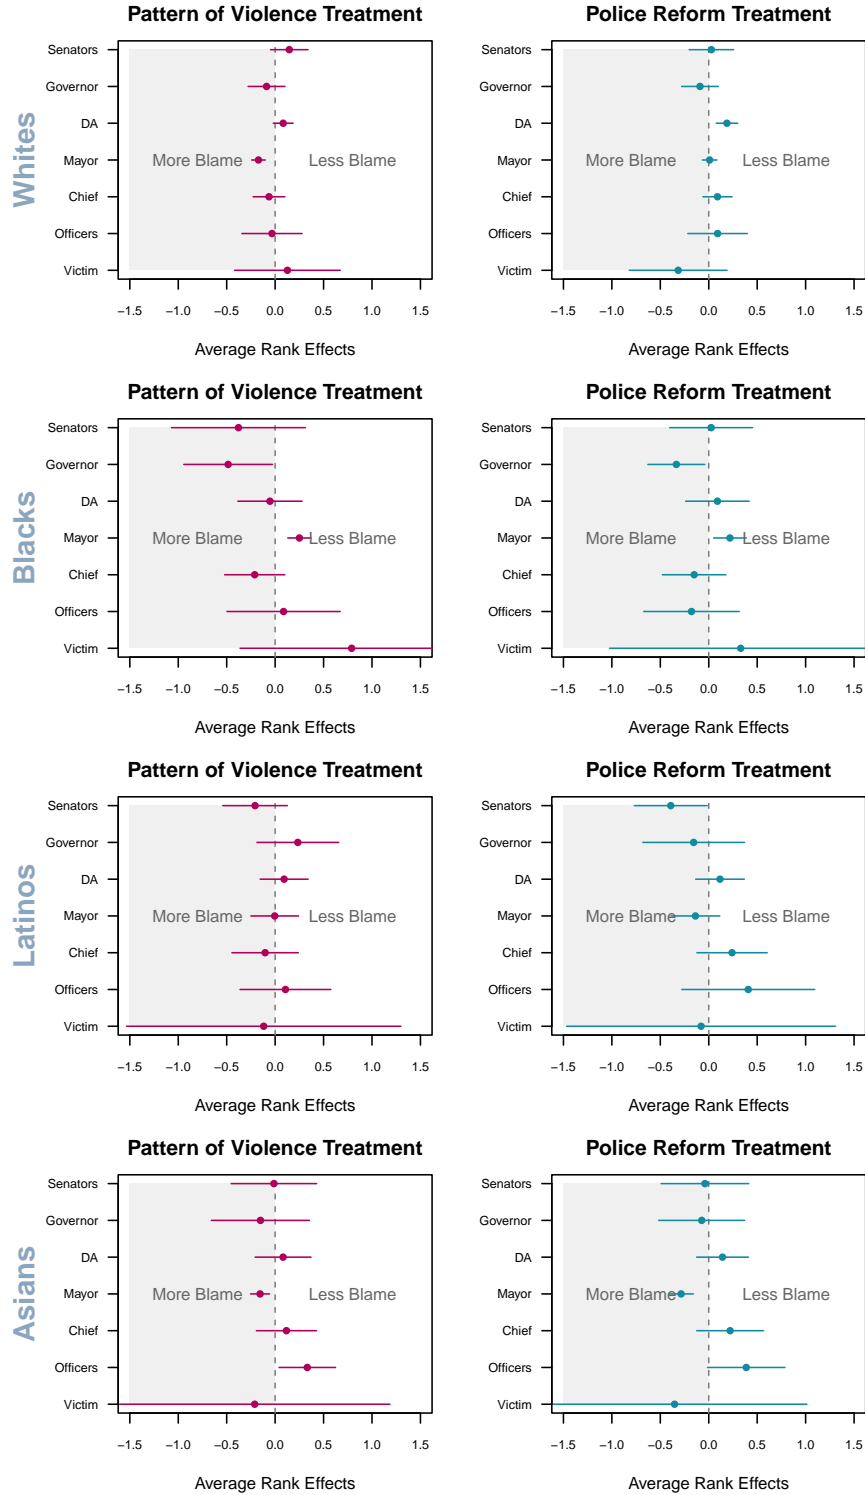 Pattern of Violence Treatment
Police Reform Treatment
Whites
Senators
Governor
DA
Mayor
Chief
Officers
Victim
More Blame
Less Blame
−1.5 −1.0 −0.5 0.0 0.5 1.0 1.5
Average Rank Effects
Senators
Governor
DA
Mayor
Chief
Officers
Victim
More Blame
Less Blame
−1.5 −1.0 −0.5 0.0 0.5 1.0 1.5
Average Rank Effects
Pattern of Violence Treatment
Police Reform Treatment
Blacks
Senators
Governor
DA
Mayor
Chief
Officers
Victim
More Blame
Less Blame
−1.5 −1.0 −0.5 0.0 0.5 1.0 1.5
Average Rank Effects
Senators
Governor
DA
Mayor
Chief
Officers
Victim
More Blame
Less Blame
−1.5 −1.0 −0.5 0.0 0.5 1.0 1.5
Average Rank Effects
Pattern of Violence Treatment
Police Reform Treatment
Latinos
Senators
Governor
DA
Mayor
Chief
Officers
Victim
More Blame
Less Blame
−1.5 −1.0 −0.5 0.0 0.5 1.0 1.5
Average Rank Effects
Senators
Governor
DA
Mayor
Chief
Officers
Victim
More Blame
Less Blame
−1.5 −1.0 −0.5 0.0 0.5 1.0 1.5
Average Rank Effects
Pattern of Violence Treatment
Police Reform Treatment
Asians
Senators
Governor
DA
Mayor
Chief
Officers
Victim
More Blame
Less Blame
−1.5 −1.0 −0.5 0.0 0.5 1.0 1.5
Average Rank Effects
Senators
Governor
DA
Mayor
Chief
Officers
Victim
More Blame
Less Blame
−1.5 −1.0 −0.5 0.0 0.5 1.0 1.5
Average Rank Effects